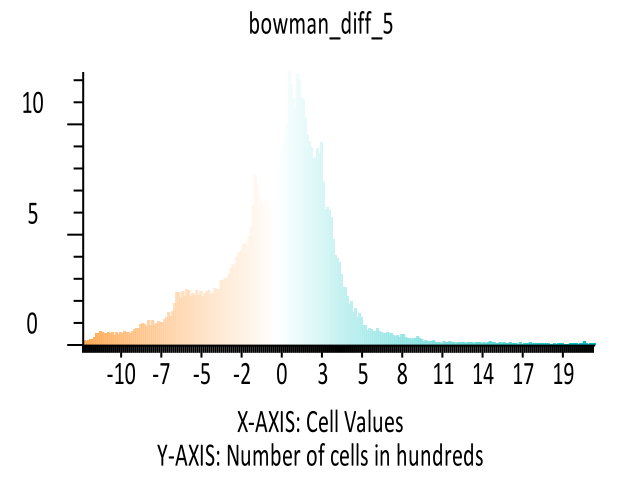 bowman_diff_5
10
5
0
-10 -7 -5 -2 0 3 5 8 11 14 17 19
X-AXIS: Cell Values
Y-AXIS: Number of cells in hundreds